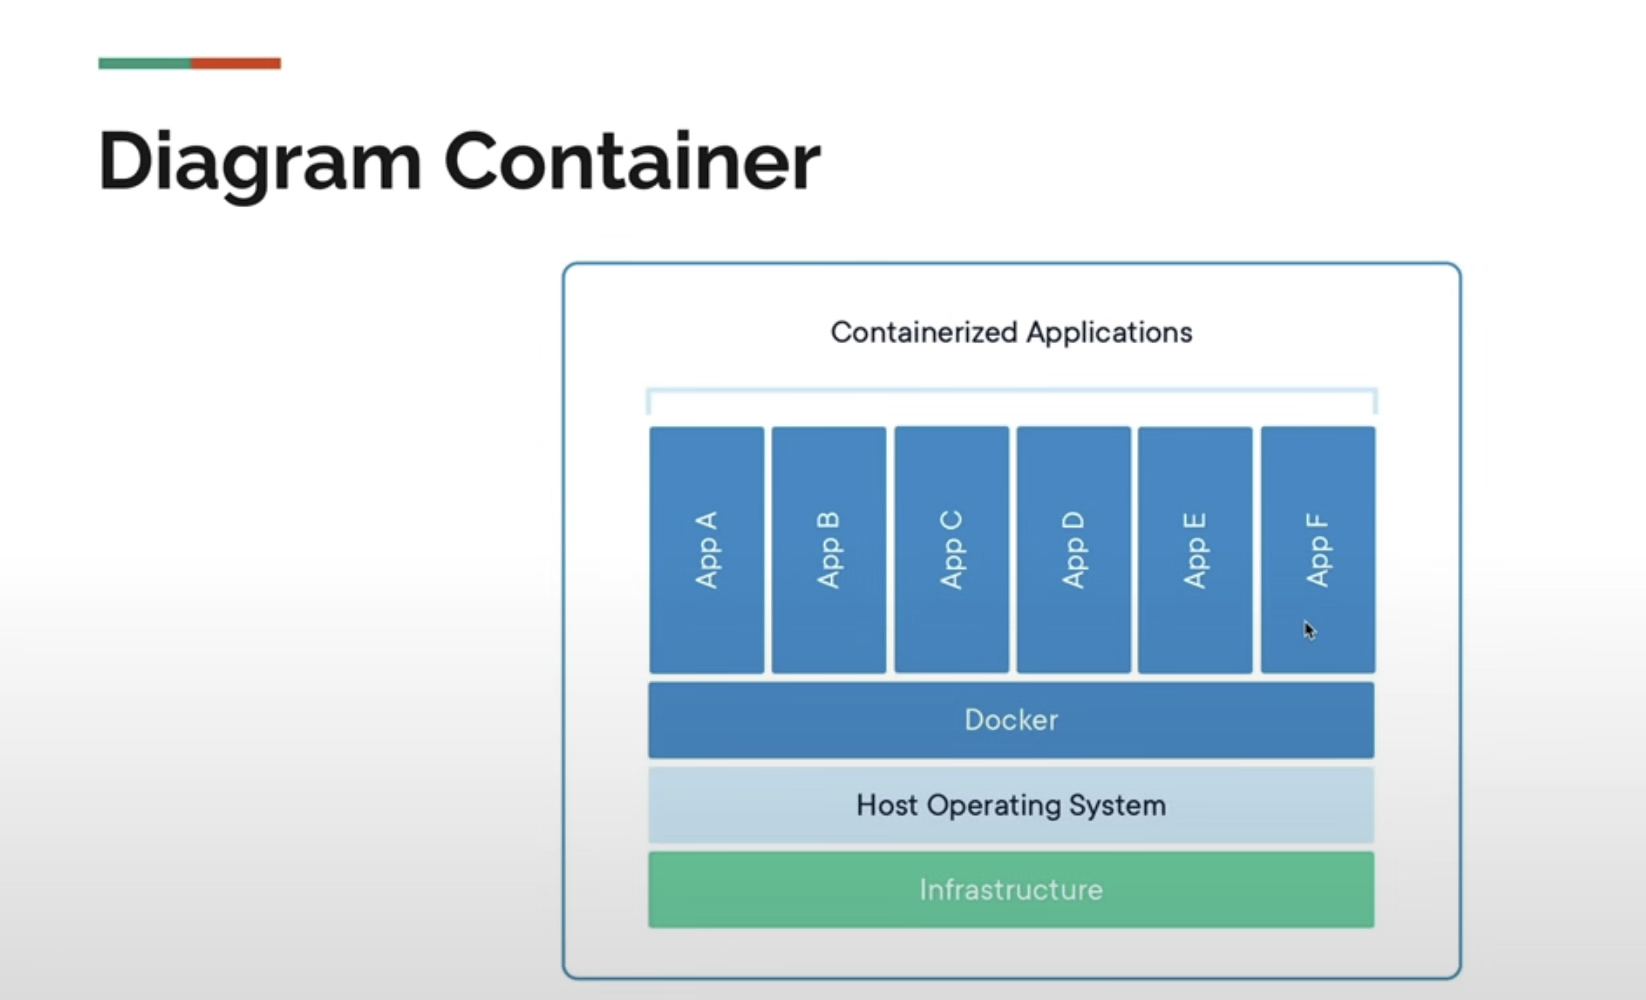 Diagram Container
Containerized Applications
App A
App B
App C
App D
App E
App F
Docker
Host Operating System
Infrastructure